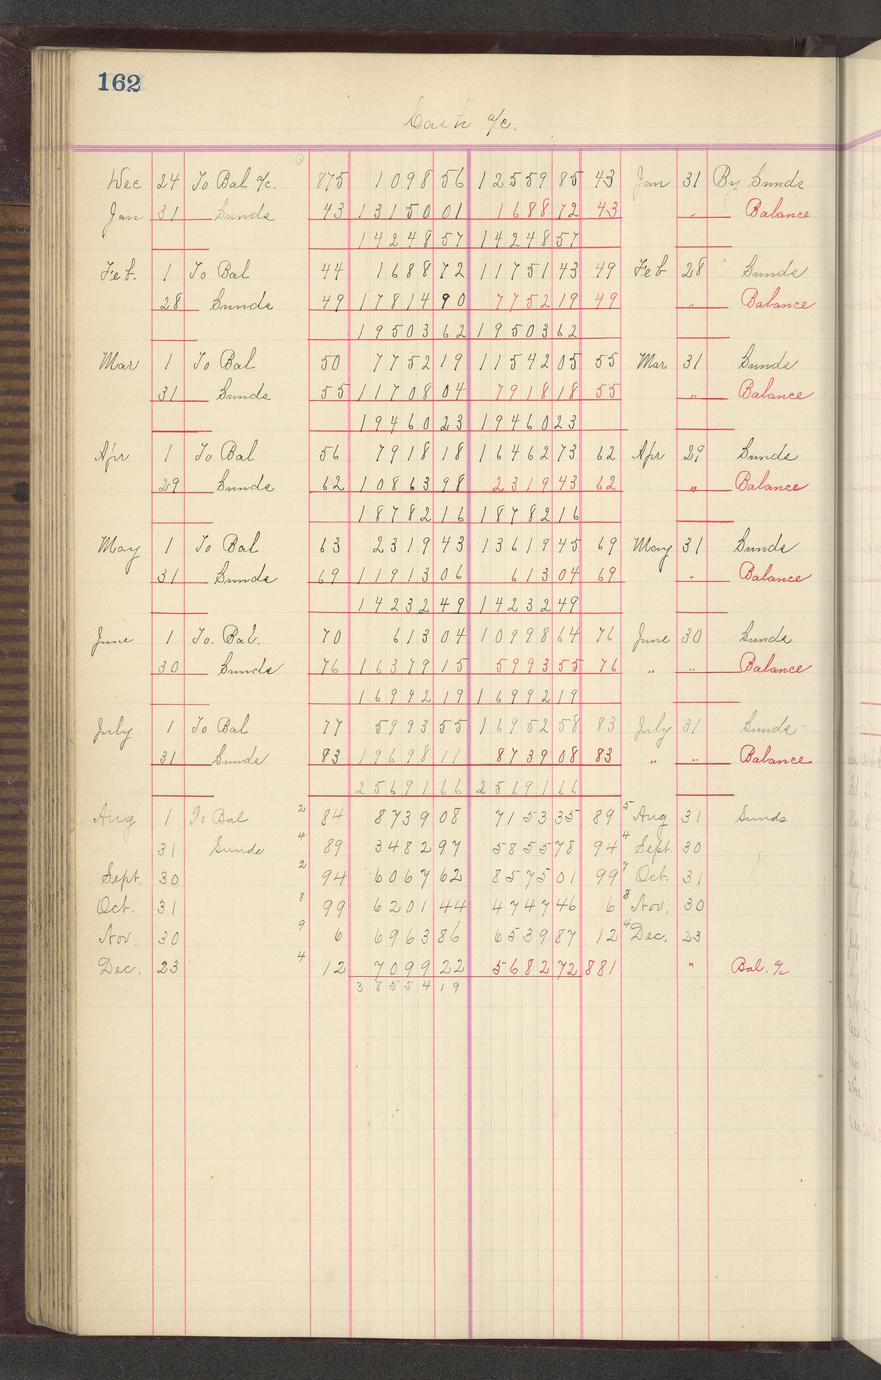 162
Cash a/c.
Dec 24 To Bal a/c. 875 1098 56 12559 85 43 Jan 31 By Sunds
Jan 31 Sunds 43 13150 01 1688 72 43 " Balance
14248 57 14248 57
Feb. 1 To Bal 44 1688 72 11751 43 49 Feb 28 Sunds
28 Sunds 49 17814 90 7752 19 49 " Balance
19503 62 19503 62
Mar 1 To Bal 50 7752 19 11542 05 55 Mar 31 Sunds
31 Sunds 55 11708 04 7918 18 55 " Balance
19460 23 19460 23
Apr 1 To Bal 56 7918 18 16462 73 62 Apr 29 Sunds
29 Sunds 62 10863 98 2319 43 62 " Balance
18782 16 18782 16
May 1 To Bal 63 2319 43 13619 45 69 May 31 Sunds
31 Sunds 69 11913 06 613 04 69 " Balance
14232 49 14232 49
June 1 To. Bal. 70 613 04 10998 64 76 June 30 Sunds
30 Sunds 76 16379 15 5993 55 76 " " Balance
16992 19 16992 19
July 1 To Bal 77 5993 55 16952 58 83 July 31 Sunds
31 Sunds 83 19698 11 8739 08 83 " " Balance
25691 66 25691 66
Aug 1 To Bal 2 84 8739 08 7153 35 89 5 Aug 31 Sunds
31 Sunds 4 89 3482 97 5855 78 94 4 Sept 30
Sept. 30 2 94 6067 62 8575 01 99 7 Oct. 31
Oct. 31 8 99 6201 44 4747 46 6 8 Nov. 30
Nov. 30 9 6 6963 86 6539 87 12 4 Dec. 23
Dec. 23 4 12 7099 22 5682 72 881 " Bal. a/c
38554 19